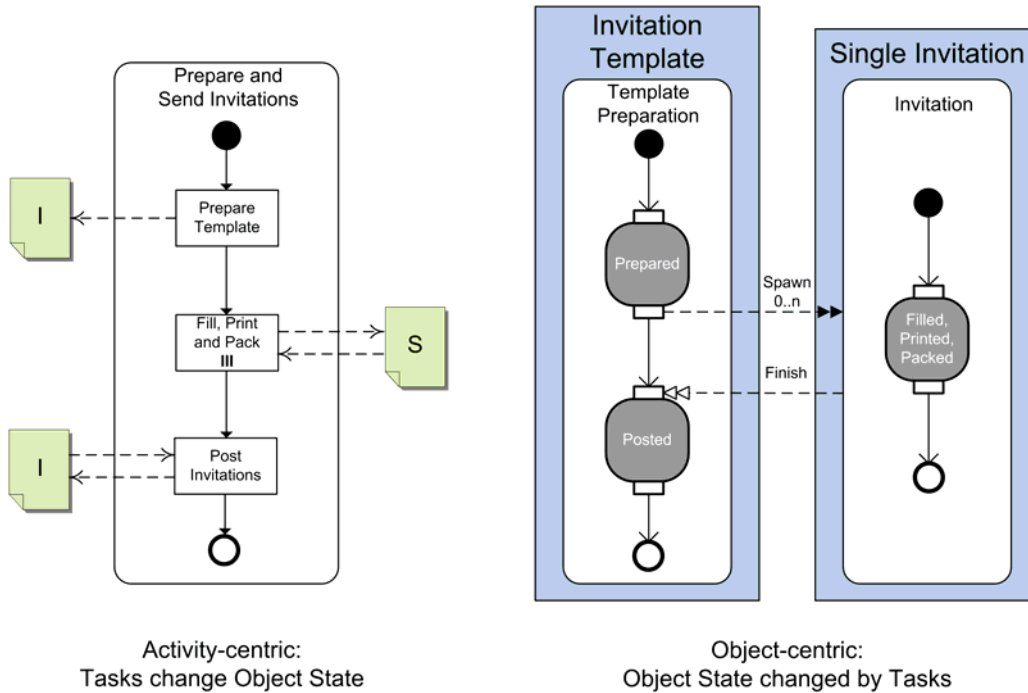 Prepare and
Send Invitations
I
Prepare
Template
Fill, Print
and Pack
III
S
I
Post
Invitations
Activity-centric:
Tasks change Object State
Invitation
Template
Template
Preparation
Prepared
Spawn
0..n
Finish
Posted
Single Invitation
Invitation
Filled,
Printed,
Packed
Object-centric:
Object State changed by Tasks